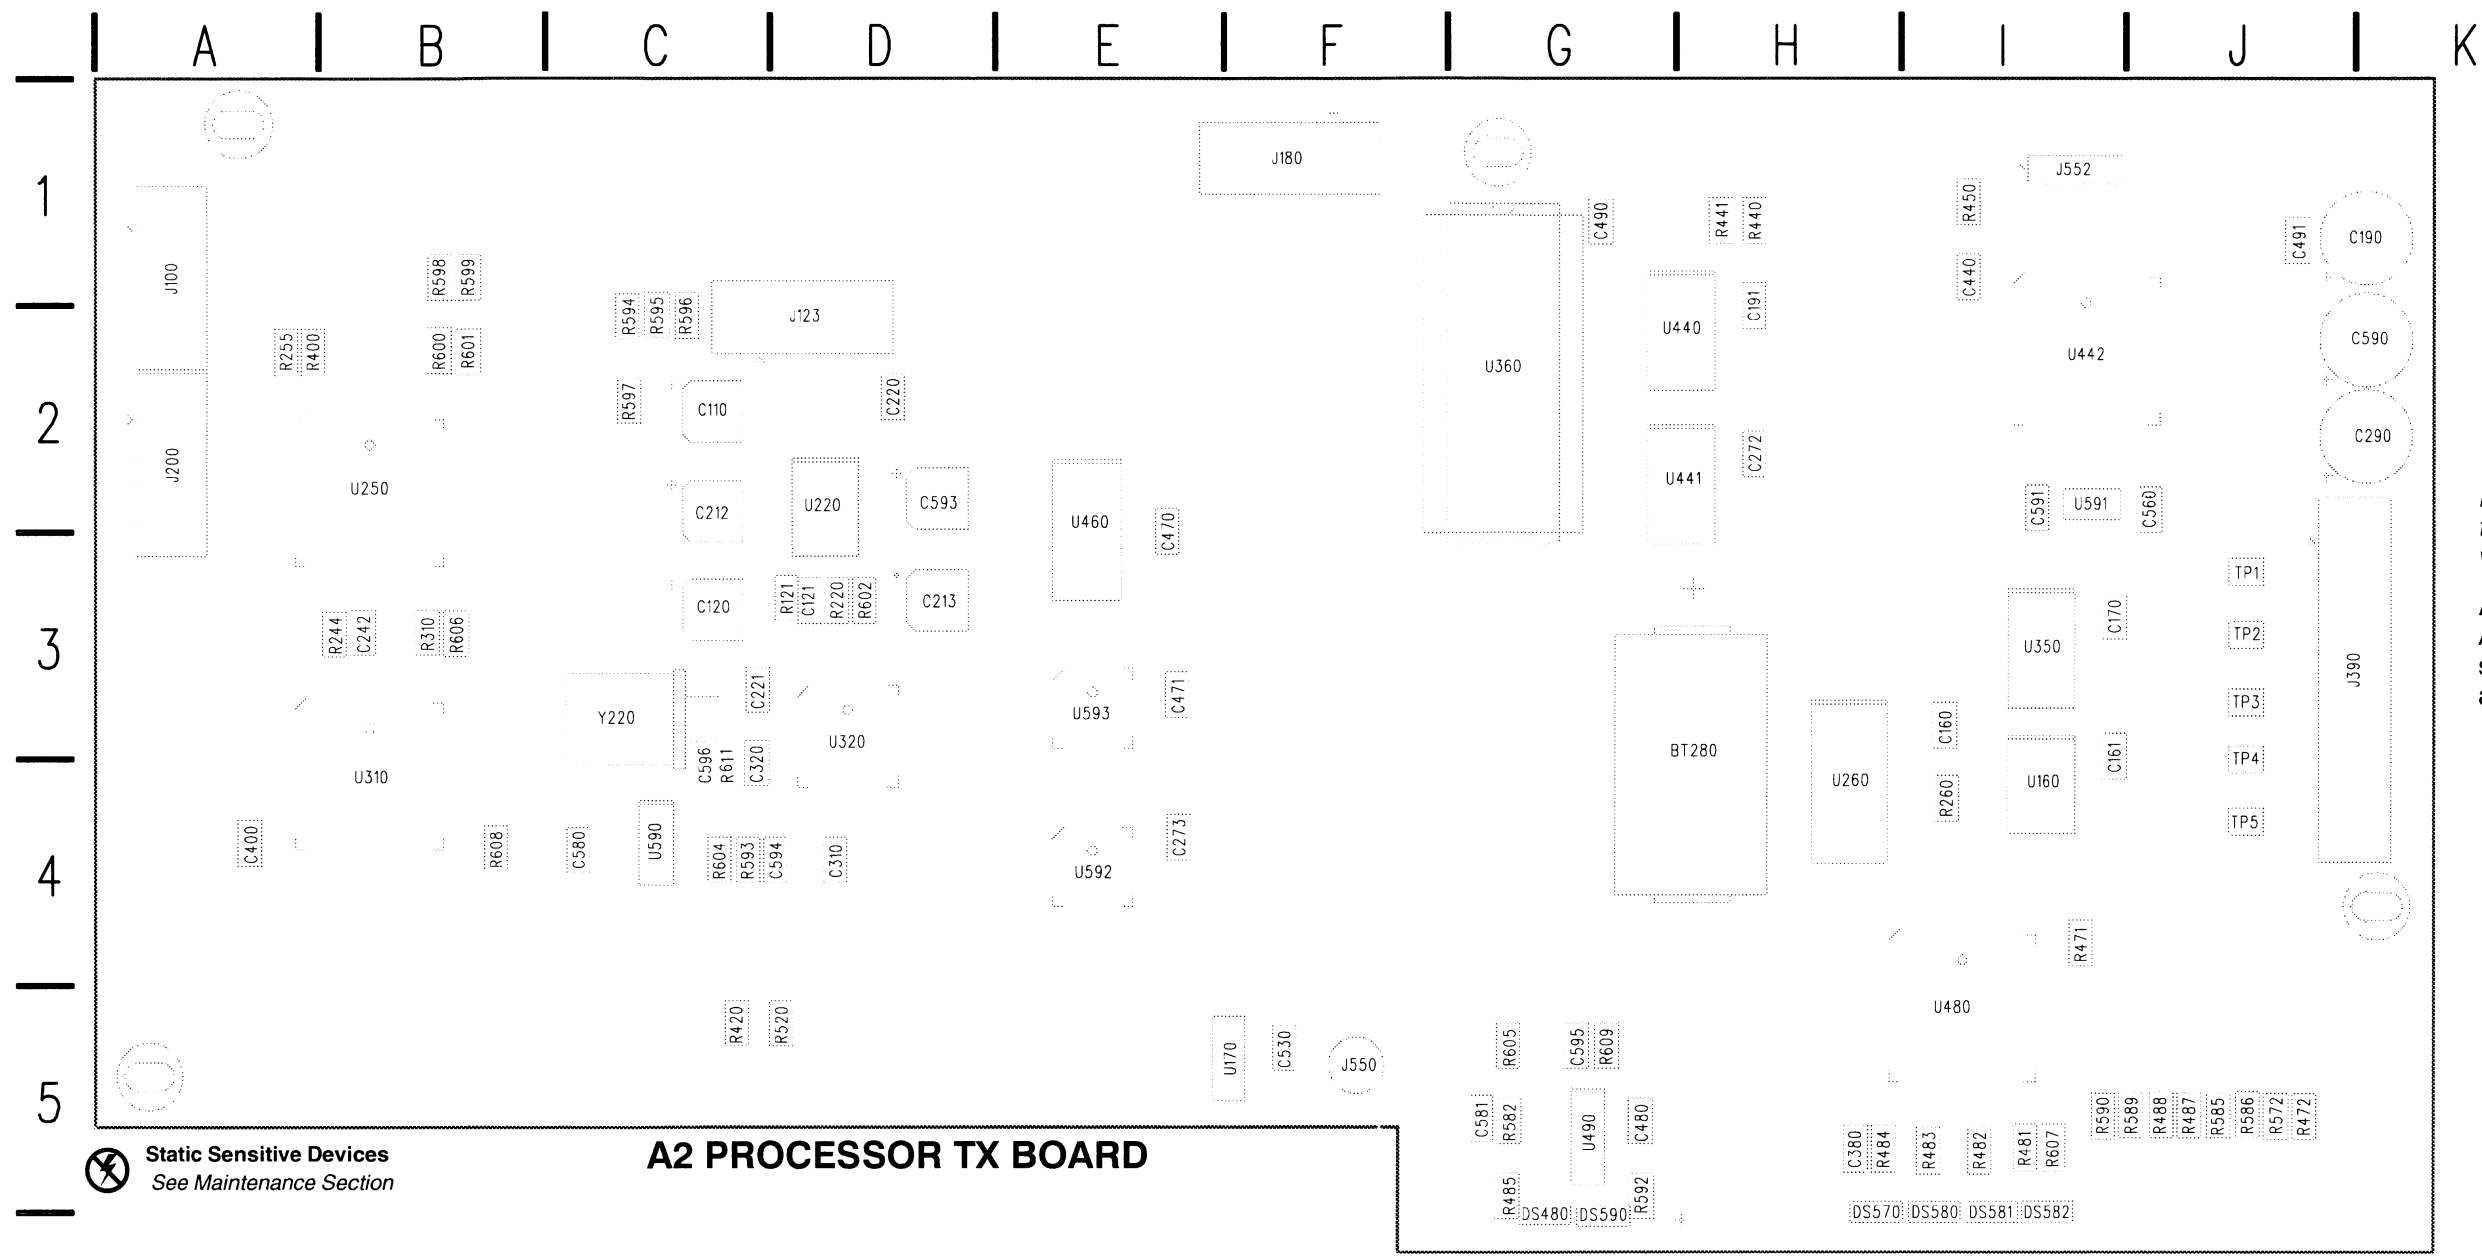 A B C D E F G H I J K
1
J180
J552
R450
C490 R441 R440
C491 C190
J100
R598 R599
C440
R594 R595 R596
J123
C191
U440
R255 R400
R600 R601
U360
U442
C590
2
R597
C110
C220
C290
J200
U250
C212
U220
C593
U460
C470
U441
C272
C591 U591 C560
TP1
3
R244 C242 R310 R606
C120
R121 C121 R220 R602
C213
U350
C170
TP2
J390
Y220
C221
U320
U593
C471
C160
TP3
U310
C596 R611 C320
BT280
U260
R260
U160
C161
TP4
TP5
4
C400
R608
C580
U590
R604 R593 C594
C310
U592
C273
R471
U480
5
R420 R520
U170
C530
J550
R605
C595 R609
C581 R582
U490
C480
R590 R589 R488 R487 R585 R586 R572 R472
C380 R484 R483 R482 R481 R607
R485
DS480 DS590
R592
DS570 DS580 DS581 DS582
Static Sensitive Devices
See Maintenance Section
A2 PROCESSOR TX BOARD